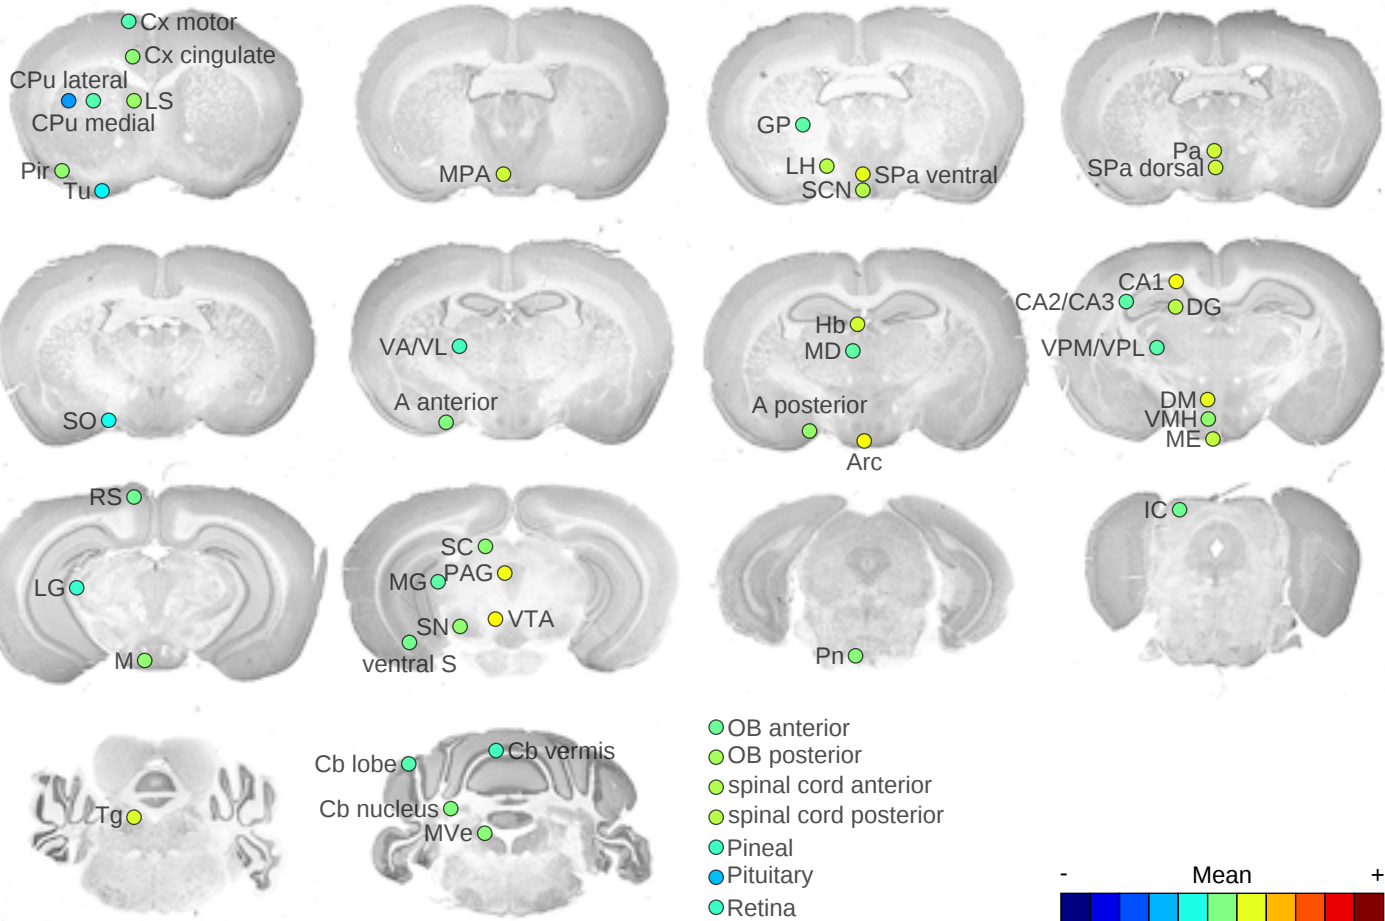 Cx motor
Cx cingulate
CPu lateral
LS
CPu medial
Pir
Tu
MPA
GP
LH
SPa ventral
SCN
Pa
SPa dorsal
SO
VA/VL
A anterior
Hb
MD
A posterior
Arc
CA1
CA2/CA3
DG
VPM/VPL
DM
VMH
ME
RS
LG
M
SC
PAG
MG
VTA
SN
ventral S
Pn
IC
Tg
Cb vermis
Cb lobe
Cb nucleus
MVe
OB anterior
OB posterior
spinal cord anterior
spinal cord posterior
Pineal
Pituitary
Retina
- Mean +